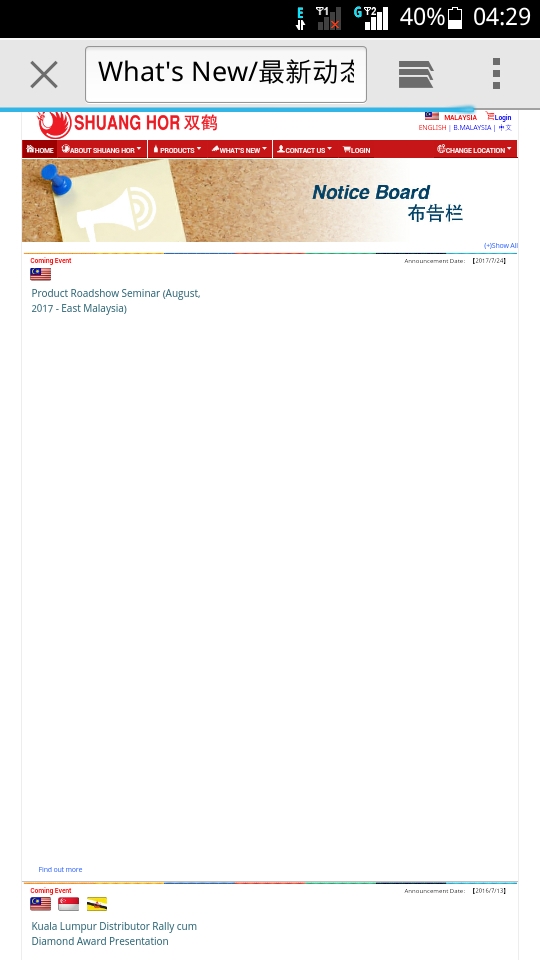 E T1 G T2 40% 04:29
What's New/最新动态
SHUANG HOR 双鹤
MALAYSIA Login
ENGLISH | B.MALAYSIA | 中文
HOME ABOUT SHUANG HOR PRODUCTS WHAT'S NEW CONTACT US LOGIN CHANGE LOCATION
Notice Board
布告栏
(+)Show All
Coming Event Announcement Date: 【2017/7/24】
Product Roadshow Seminar (August,
2017 - East Malaysia)
Find out more
Coming Event Announcement Date: 【2016/7/13】
Kuala Lumpur Distributor Rally cum
Diamond Award Presentation